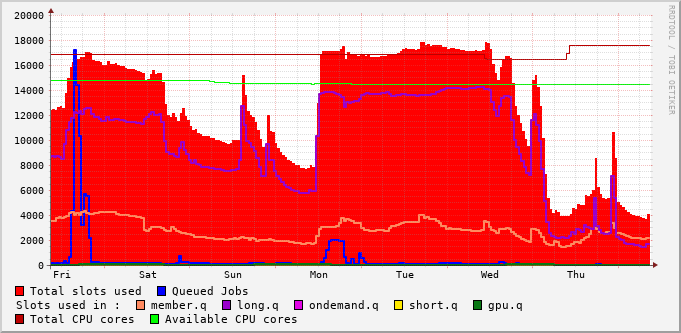 20000
18000
16000
14000
12000
10000
8000
6000
4000
2000
0
Fri Sat Sun Mon Tue Wed Thu
RRDTOOL / TOBI OETIKER
Total slots used Queued Jobs
Slots used in : member.q long.q ondemand.q short.q gpu.q
Total CPU cores Available CPU cores